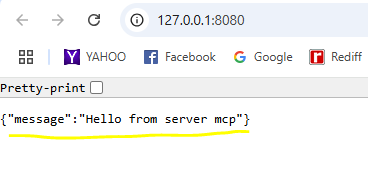 127.0.0.1:8080
YAHOO Facebook Google Rediff
Pretty-print
{"message":"Hello from server mcp"}